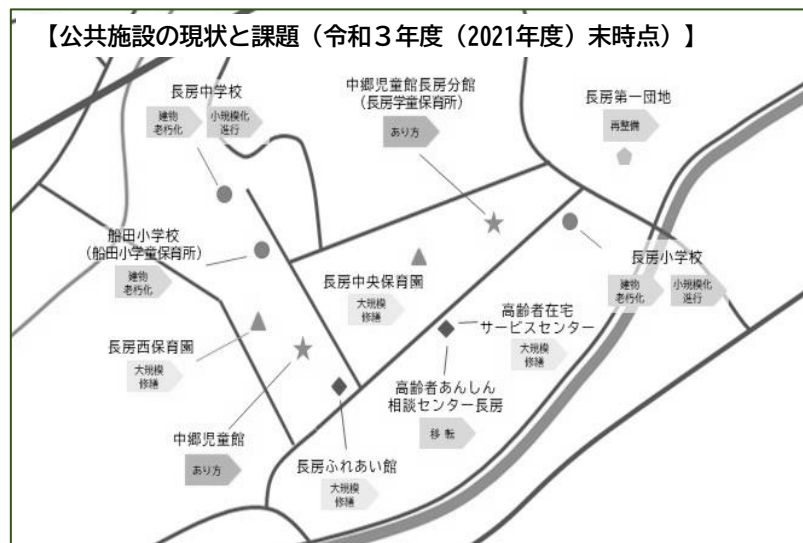 【公共施設の現状と課題（令和３年度（2021年度）末時点）】
長房中学校
建物
老朽化
小規模化
進行
中郷児童館長房分館
（長房学童保育所）
あり方
長房第一団地
再整備
船田小学校
（船田小学童保育所）
建物
老朽化
長房中央保育園
大規模
修繕
長房小学校
建物
老朽化
小規模化
進行
高齢者在宅
サービスセンター
大規模
修繕
長房西保育園
大規模
修繕
高齢者あんしん
相談センター長房
移 転
中郷児童館
あり方
長房ふれあい館
大規模
修繕